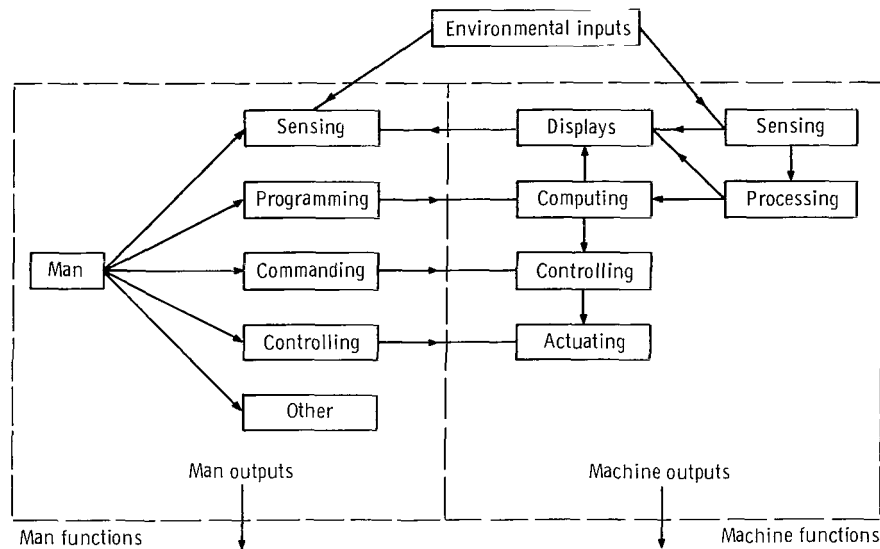 Environmental inputs
Sensing
Displays
Sensing
Programming
Computing
Processing
Man
Commanding
Controlling
Controlling
Actuating
Other
Man outputs
Machine outputs
Man functions
Machine functions